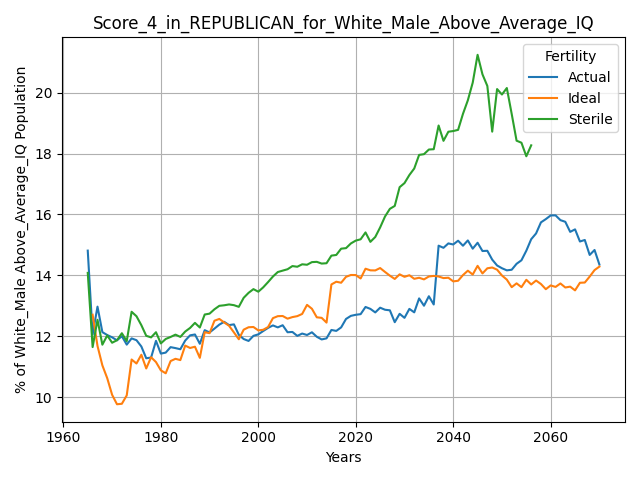 Score_4_in_REPUBLICAN_for_White_Male_Above_Average_IQ
% of White_Male Above_Average_IQ Population
20
18
16
14
12
10
Fertility
Actual
Ideal
Sterile
1960
1980
2000
2020
2040
2060
Years